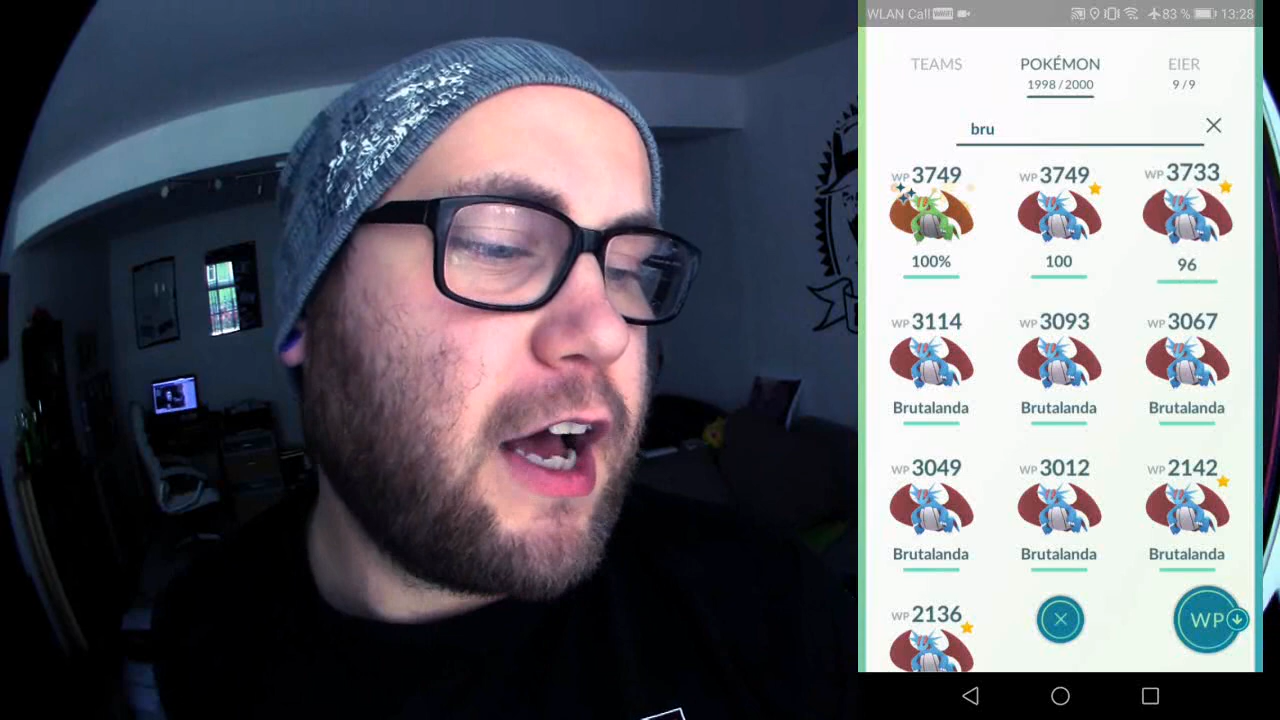 WLAN Call 83 % 13:28
TEAMS POKÉMON EIER
1998 / 2000 9 / 9
bru
WP 3749 WP 3749 WP 3733
100% 100 96
WP 3114 WP 3093 WP 3067
Brutalanda Brutalanda Brutalanda
WP 3049 WP 3012 WP 2142
Brutalanda Brutalanda Brutalanda
WP 2136
WP